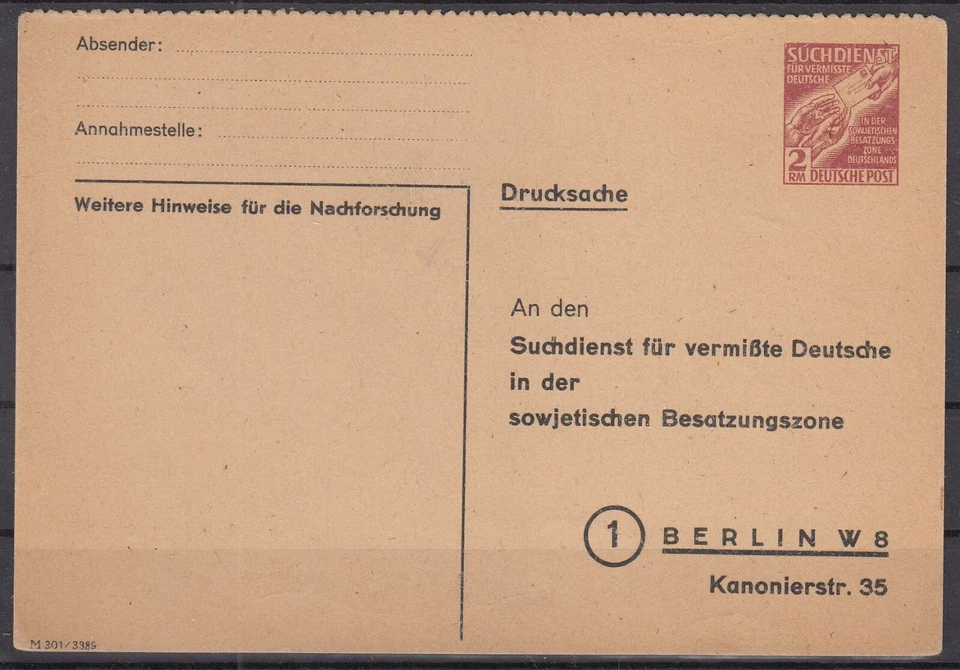 Absender:
Annahmestelle:
Weitere Hinweise für die Nachforschung
SUCHDIENST
FÜR VERMISSTE
DEUTSCHE
IN DER
SOWJETISCHEN
BESATZUNGS-
ZONE
DEUTSCHLANDS
2
RM DEUTSCHE POST
Drucksache
An den
Suchdienst für vermißte Deutsche
in der
sowjetischen Besatzungszone
1 BERLIN W 8
Kanonierstr. 35
M 301/3389